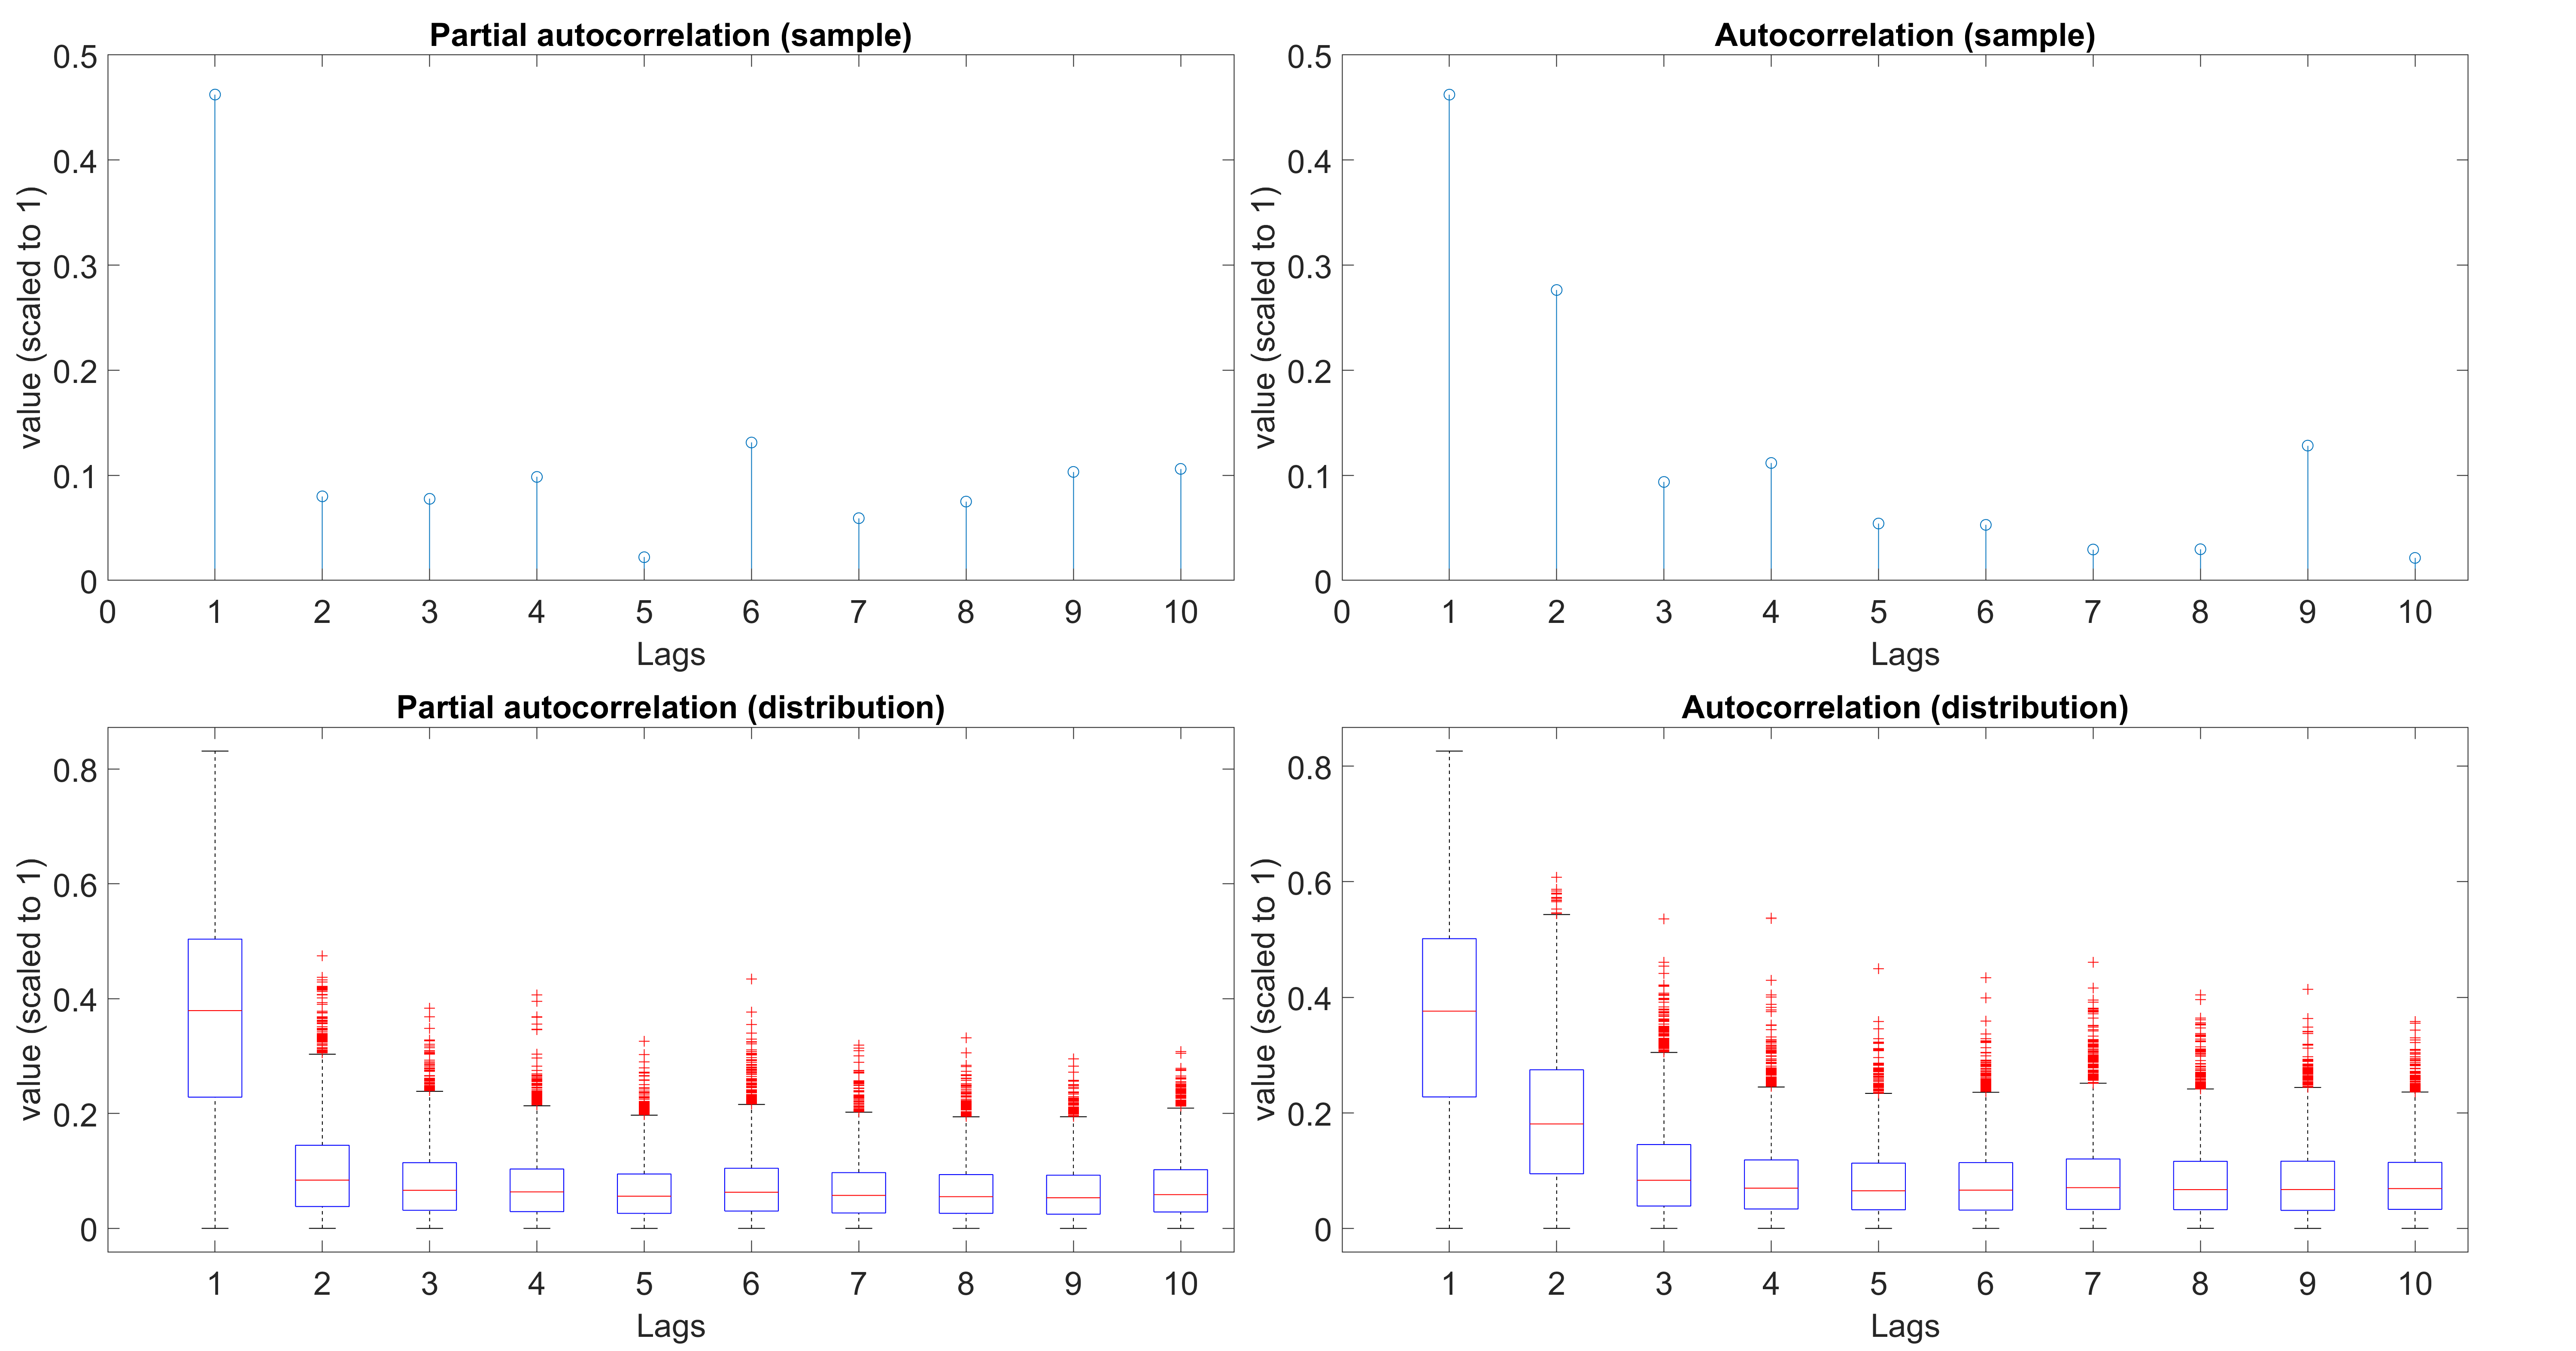 Partial autocorrelation (sample)
value (scaled to 1)
0.5
0.4
0.3
0.2
0.1
0
0 1 2 3 4 5 6 7 8 9 10
Lags
Autocorrelation (sample)
value (scaled to 1)
0.5
0.4
0.3
0.2
0.1
0
0 1 2 3 4 5 6 7 8 9 10
Lags
Partial autocorrelation (distribution)
value (scaled to 1)
0.8
0.6
0.4
0.2
0
1 2 3 4 5 6 7 8 9 10
Lags
Autocorrelation (distribution)
value (scaled to 1)
0.8
0.6
0.4
0.2
0
1 2 3 4 5 6 7 8 9 10
Lags